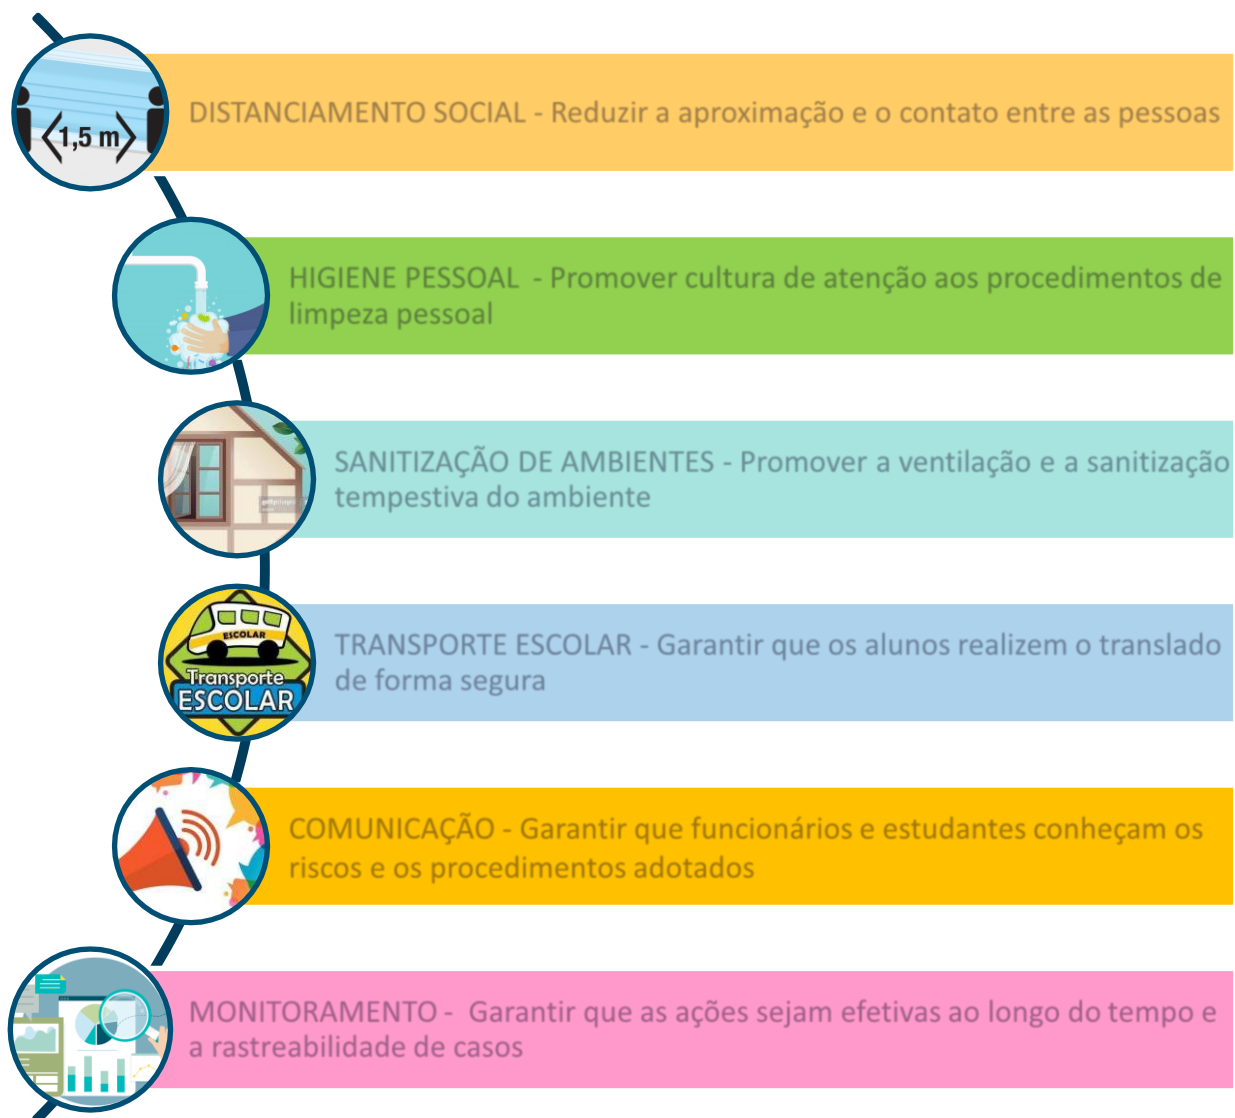 1,5 m
DISTANCIAMENTO SOCIAL - Reduzir a aproximação e o contato entre as pessoas
HIGIENE PESSOAL - Promover cultura de atenção aos procedimentos de
limpeza pessoal
SANITIZAÇÃO DE AMBIENTES - Promover a ventilação e a sanitização
tempestiva do ambiente
ESCOLAR
Transporte
ESCOLAR
TRANSPORTE ESCOLAR - Garantir que os alunos realizem o translado
de forma segura
COMUNICAÇÃO - Garantir que funcionários e estudantes conheçam os
riscos e os procedimentos adotados
MONITORAMENTO - Garantir que as ações sejam efetivas ao longo do tempo e
a rastreabilidade de casos